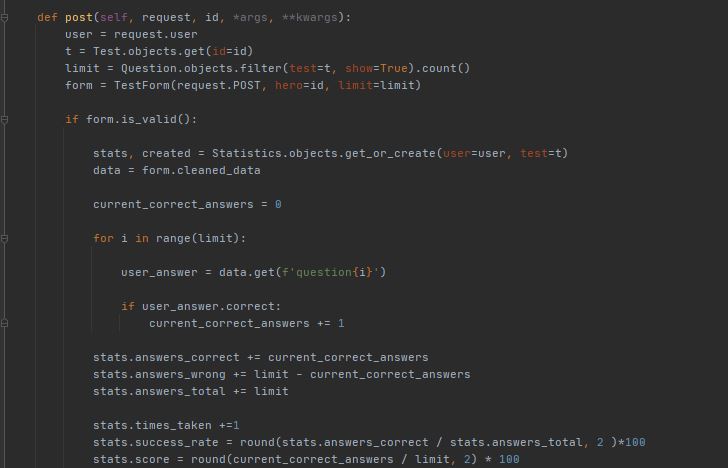 def post(self, request, id, *args, **kwargs):
    user = request.user
    t = Test.objects.get(id=id)
    limit = Question.objects.filter(test=t, show=True).count()
    form = TestForm(request.POST, hero=id, limit=limit)

    if form.is_valid():

        stats, created = Statistics.objects.get_or_create(user=user, test=t)
        data = form.cleaned_data

        current_correct_answers = 0

        for i in range(limit):

            user_answer = data.get(f'question{i}')

            if user_answer.correct:
                current_correct_answers += 1

        stats.answers_correct += current_correct_answers
        stats.answers_wrong += limit - current_correct_answers
        stats.answers_total += limit

        stats.times_taken +=1
        stats.success_rate = round(stats.answers_correct / stats.answers_total, 2 )*100
        stats.score = round(current_correct_answers / limit, 2) * 100